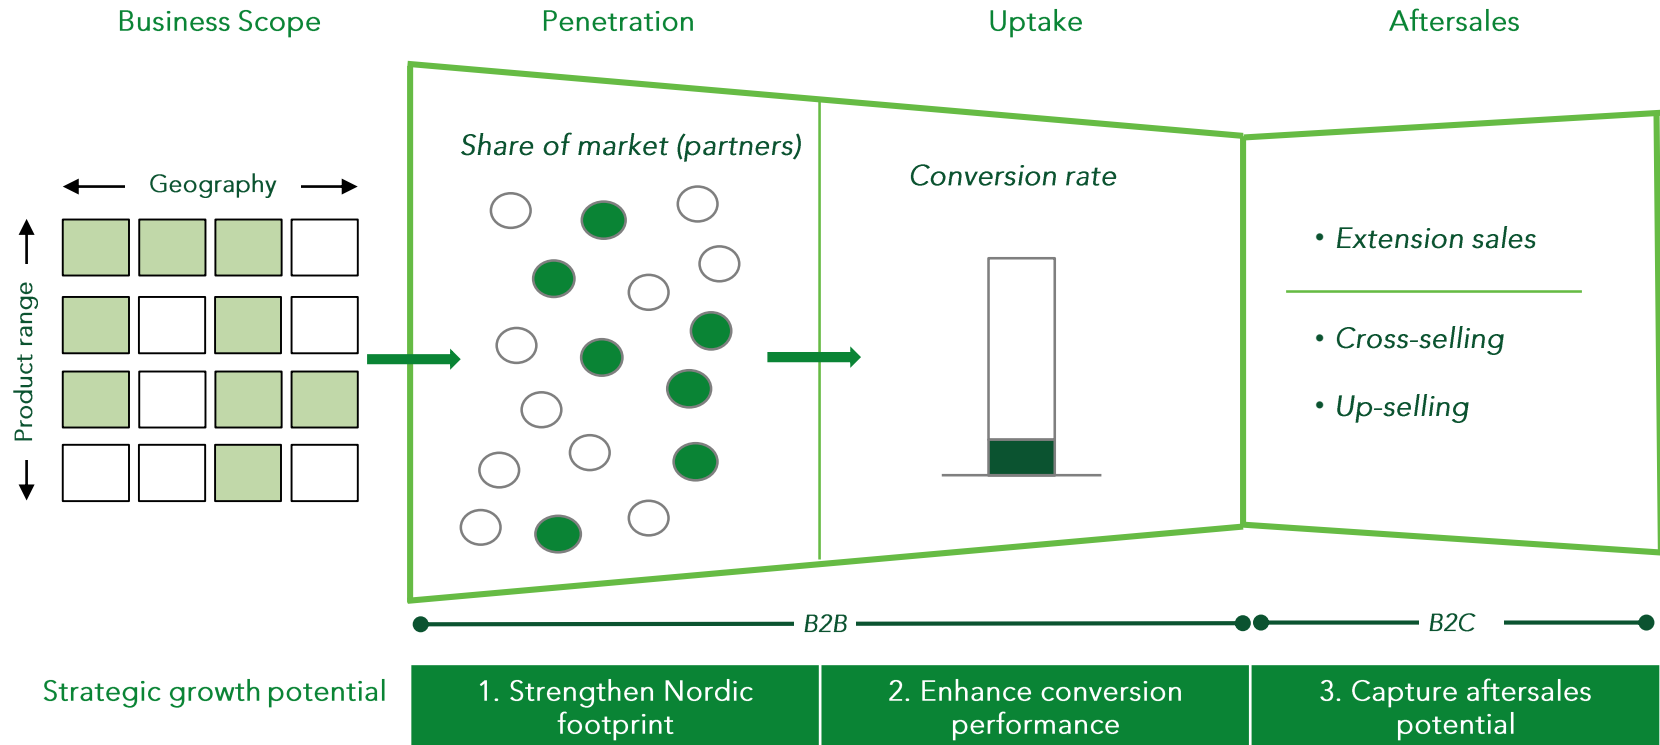 Business Scope
Penetration
Uptake
Aftersales
Geography
Product range
Share of market (partners)
Conversion rate
• Extension sales
• Cross-selling
• Up-selling
B2B
B2C
Strategic growth potential
1. Strengthen Nordic
footprint
2. Enhance conversion
performance
3. Capture aftersales
potential